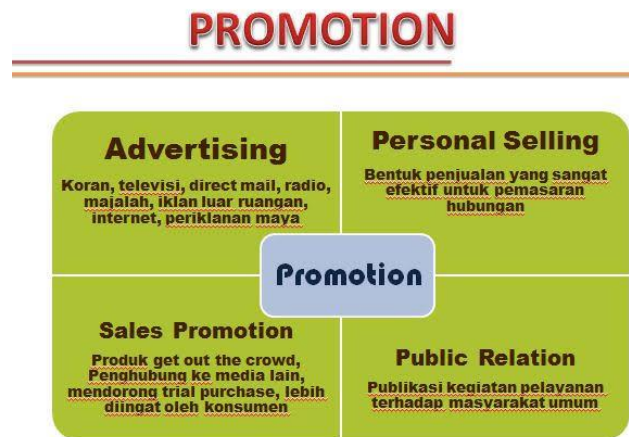 PROMOTION
Advertising
Koran, televisi, direct mail, radio,
majalah, iklan luar ruangan,
internet, periklanan maya
Personal Selling
Bentuk penjualan yang sangat
efektif untuk pemasaran
hubungan
Promotion
Sales Promotion
Produk get out the crowd,
Penghubung ke media lain,
mendorong trial purchase, lebih
diingat oleh konsumen
Public Relation
Publikasi kegiatan pelayanan
terhadap masyarakat umum